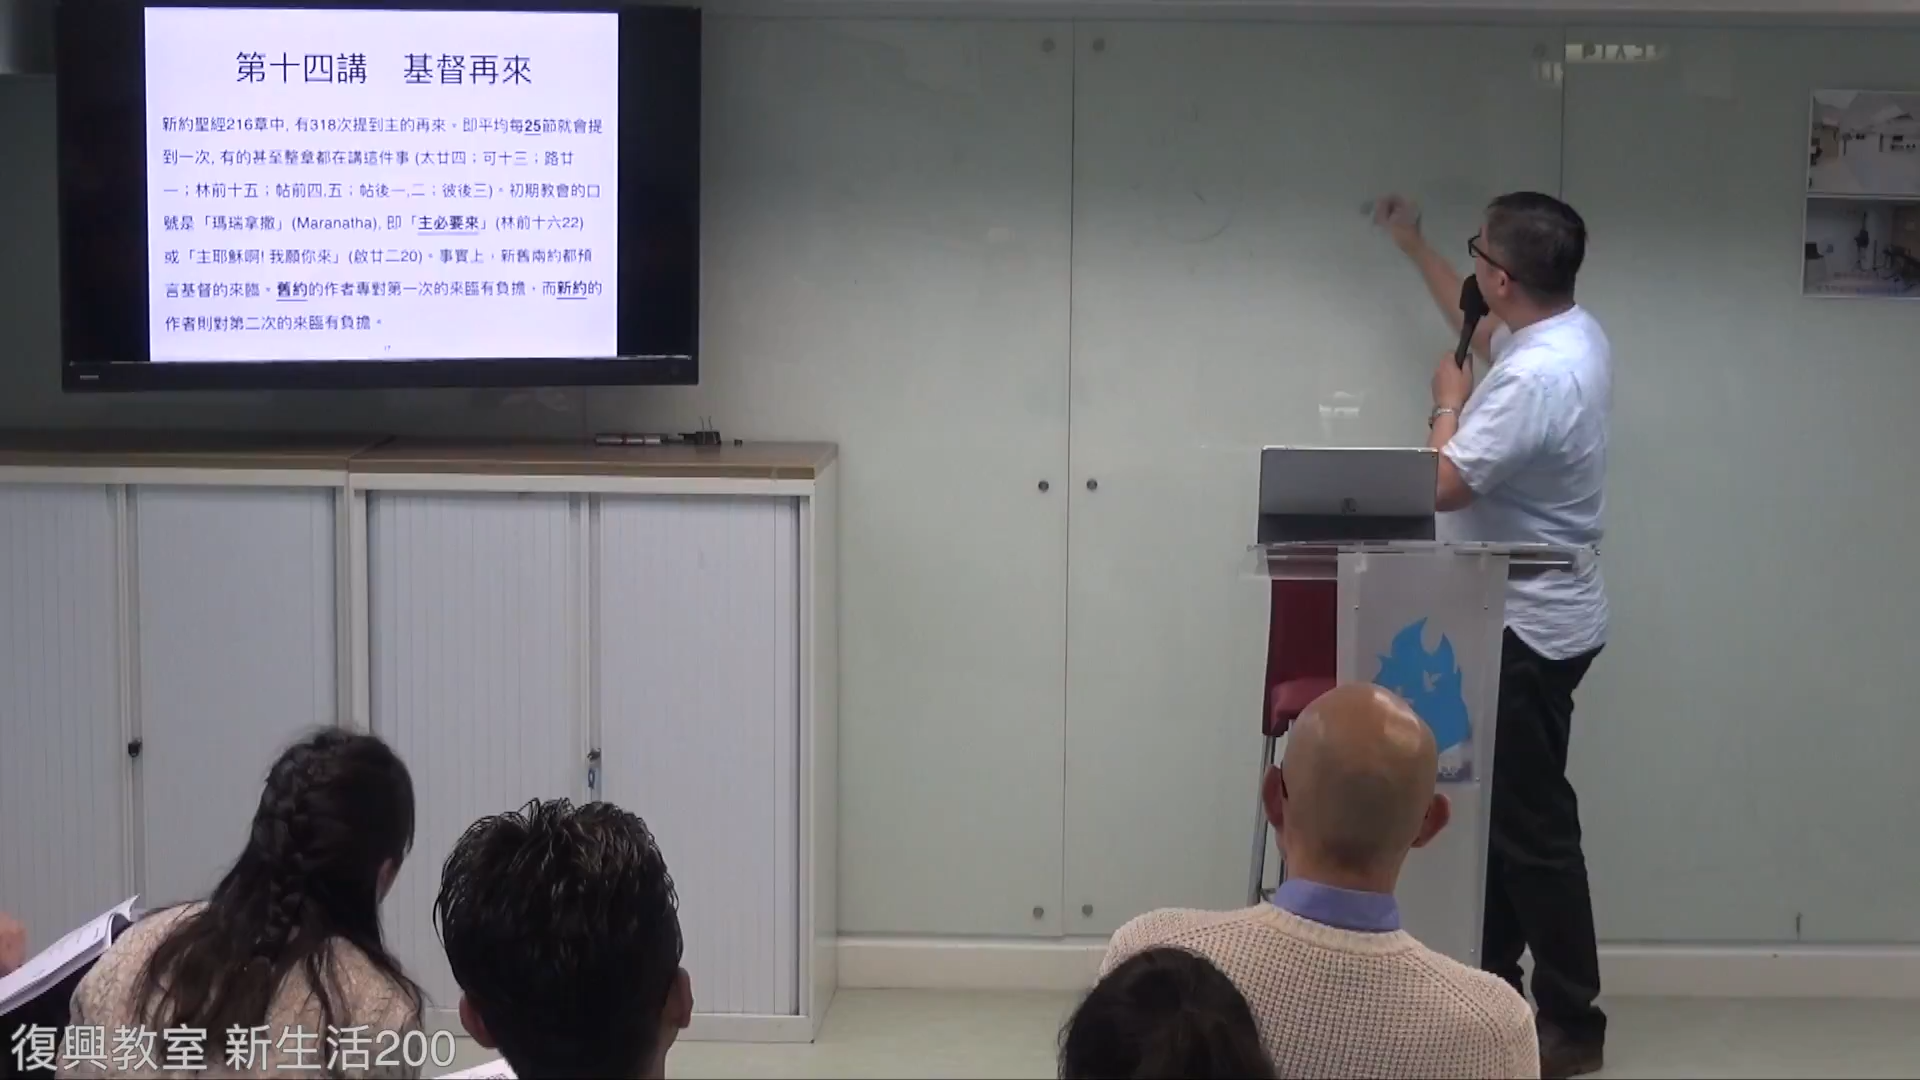 第十四講 基督再來
新約聖經216章中, 有318次提到主的再來。即平均每25節就會提
到一次, 有的甚至整章都在講這件事 (太廿四；可十三；路廿
一；林前十五；帖前四,五；帖後一,二；彼後三)。初期教會的口
號是「瑪瑞拿撒」(Maranatha), 即「主必要來」(林前十六22)
或「主耶穌啊! 我願你來」(啟廿二20)。事實上，新舊兩約都預
言基督的來臨。舊約的作者專對第一次的來臨有負擔，而新約的
作者則對第二次的來臨有負擔。
復興教室 新生活200